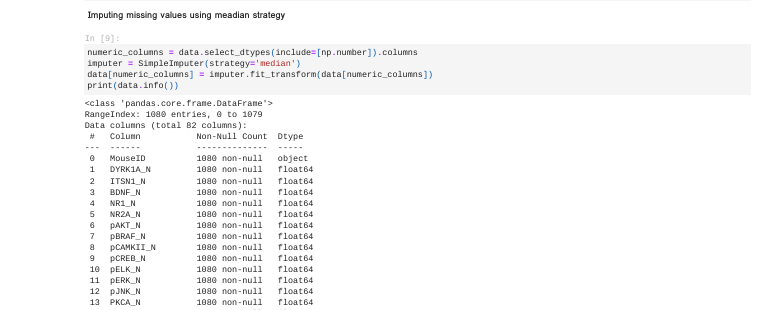 Imputing missing values using meadian strategy
In [9]:
numeric_columns = data.select_dtypes(include=[np.number]).columns
imputer = SimpleImputer(strategy='median')
data[numeric_columns] = imputer.fit_transform(data[numeric_columns])
print(data.info())
<class 'pandas.core.frame.DataFrame'>
RangeIndex: 1080 entries, 0 to 1079
Data columns (total 82 columns):
 #   Column           Non-Null Count  Dtype
---  ------           --------------  -----
 0   MouseID          1080 non-null   object
 1   DYRK1A_N         1080 non-null   float64
 2   ITSN1_N          1080 non-null   float64
 3   BDNF_N           1080 non-null   float64
 4   NR1_N            1080 non-null   float64
 5   NR2A_N           1080 non-null   float64
 6   pAKT_N           1080 non-null   float64
 7   pBRAF_N          1080 non-null   float64
 8   pCAMKII_N        1080 non-null   float64
 9   pCREB_N          1080 non-null   float64
 10  pELK_N           1080 non-null   float64
 11  pERK_N           1080 non-null   float64
 12  pJNK_N           1080 non-null   float64
 13  PKCA_N           1080 non-null   float64